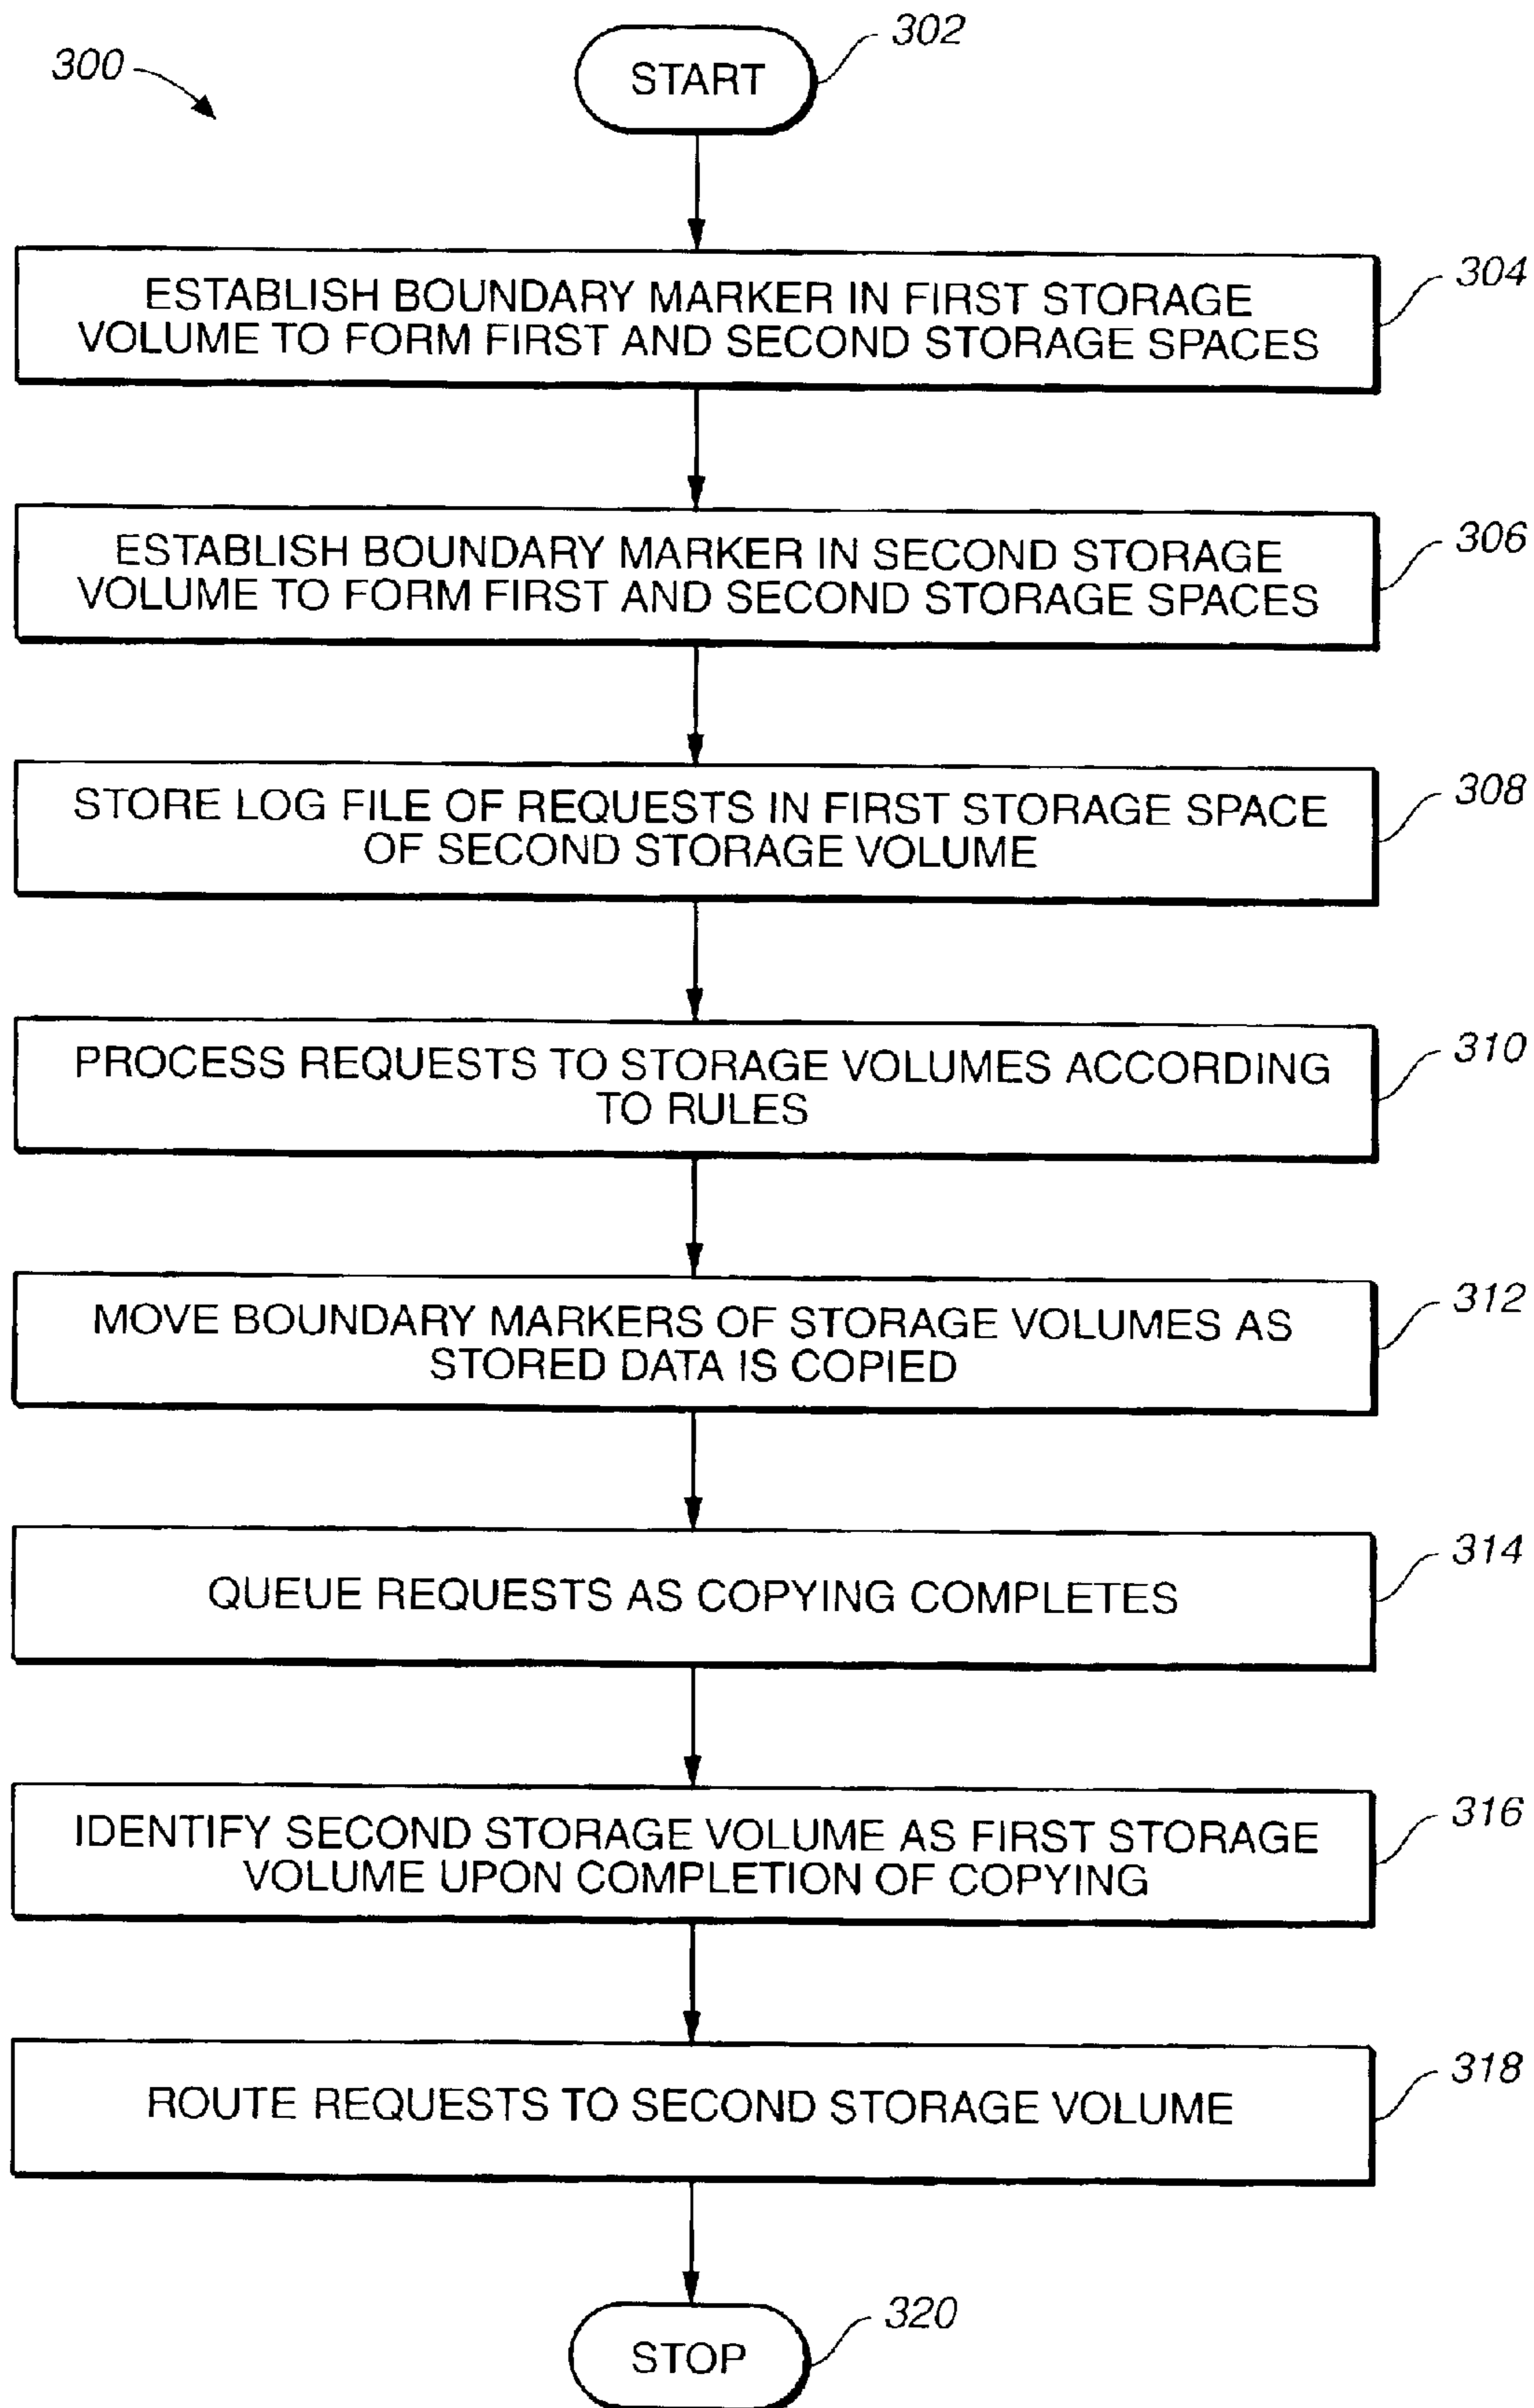 300
START
302
ESTABLISH BOUNDARY MARKER IN FIRST STORAGE
VOLUME TO FORM FIRST AND SECOND STORAGE SPACES
304
ESTABLISH BOUNDARY MARKER IN SECOND STORAGE
VOLUME TO FORM FIRST AND SECOND STORAGE SPACES
306
STORE LOG FILE OF REQUESTS IN FIRST STORAGE SPACE
OF SECOND STORAGE VOLUME
308
PROCESS REQUESTS TO STORAGE VOLUMES ACCORDING
TO RULES
310
MOVE BOUNDARY MARKERS OF STORAGE VOLUMES AS
STORED DATA IS COPIED
312
QUEUE REQUESTS AS COPYING COMPLETES
314
IDENTIFY SECOND STORAGE VOLUME AS FIRST STORAGE
VOLUME UPON COMPLETION OF COPYING
316
ROUTE REQUESTS TO SECOND STORAGE VOLUME
318
STOP
320